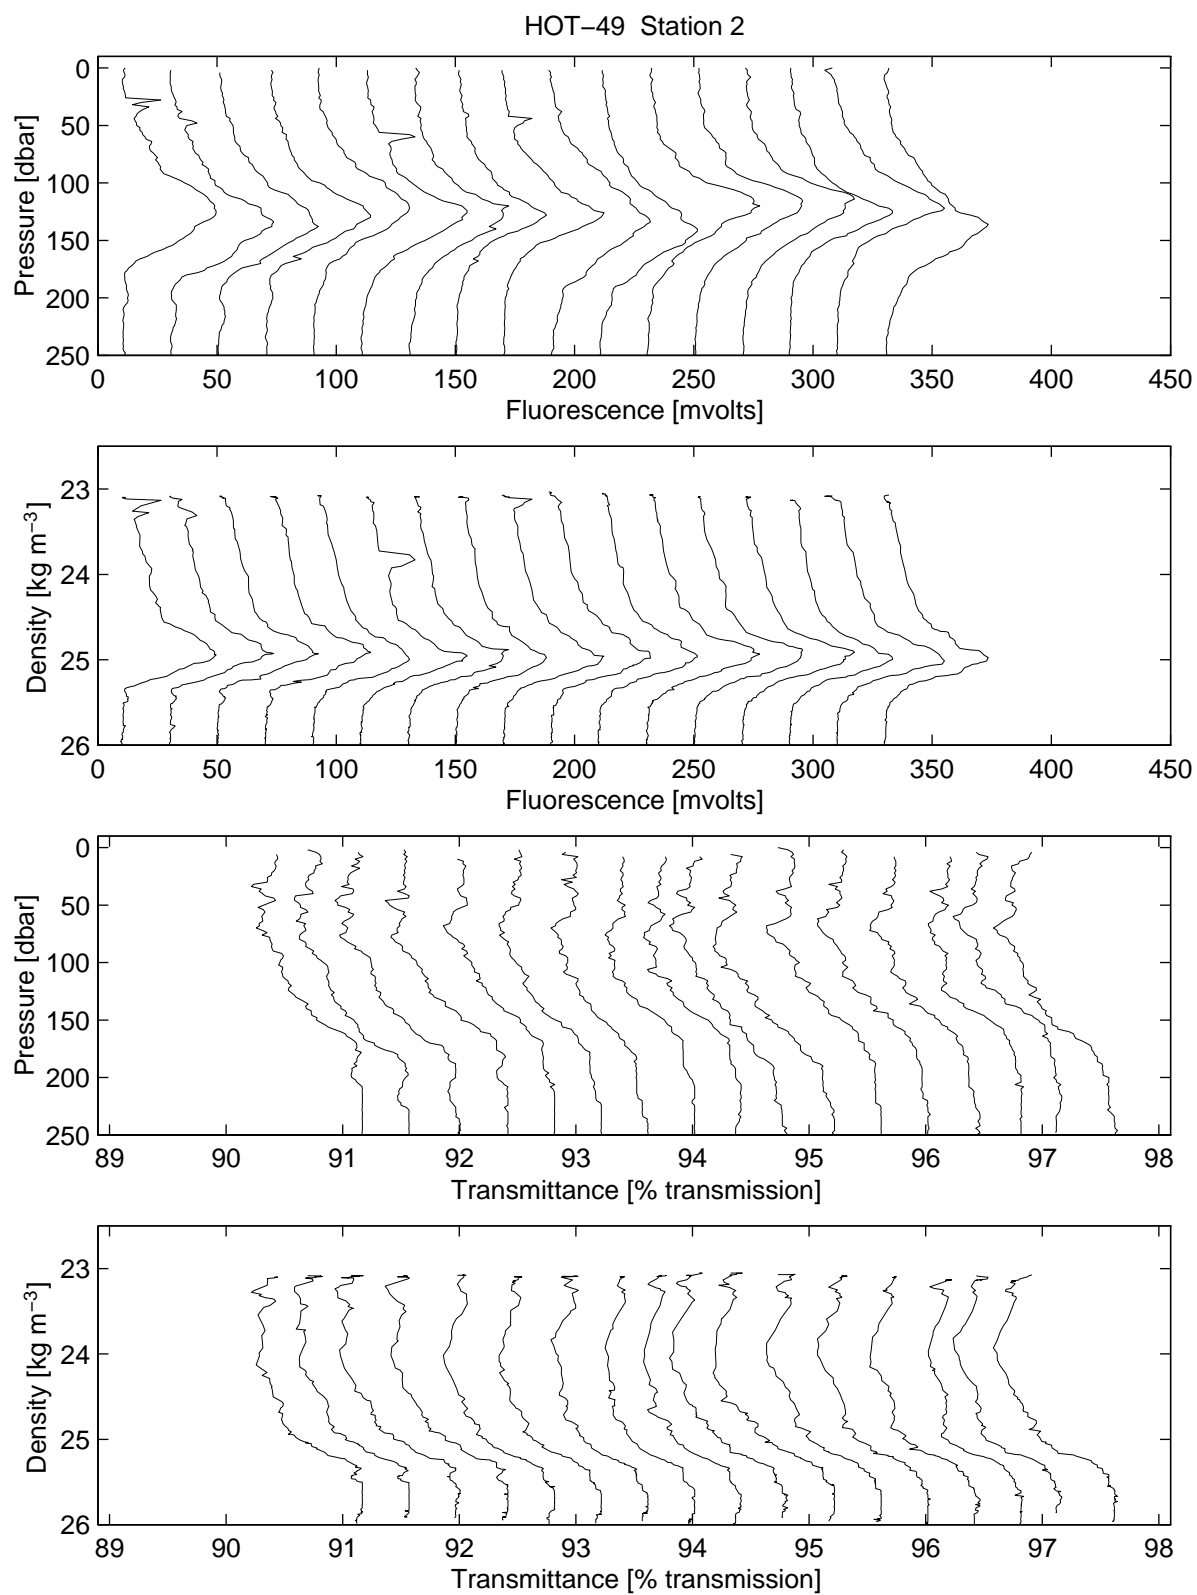 HOT−49 Station 2
0
50
100
150
200
250
Pressure [dbar]
0 50 100 150 200 250 300 350 400 450
Fluorescence [mvolts]
23
24
25
26
Density [kg m⁻³]
0 50 100 150 200 250 300 350 400 450
Fluorescence [mvolts]
0
50
100
150
200
250
Pressure [dbar]
89 90 91 92 93 94 95 96 97 98
Transmittance [% transmission]
23
24
25
26
Density [kg m⁻³]
89 90 91 92 93 94 95 96 97 98
Transmittance [% transmission]